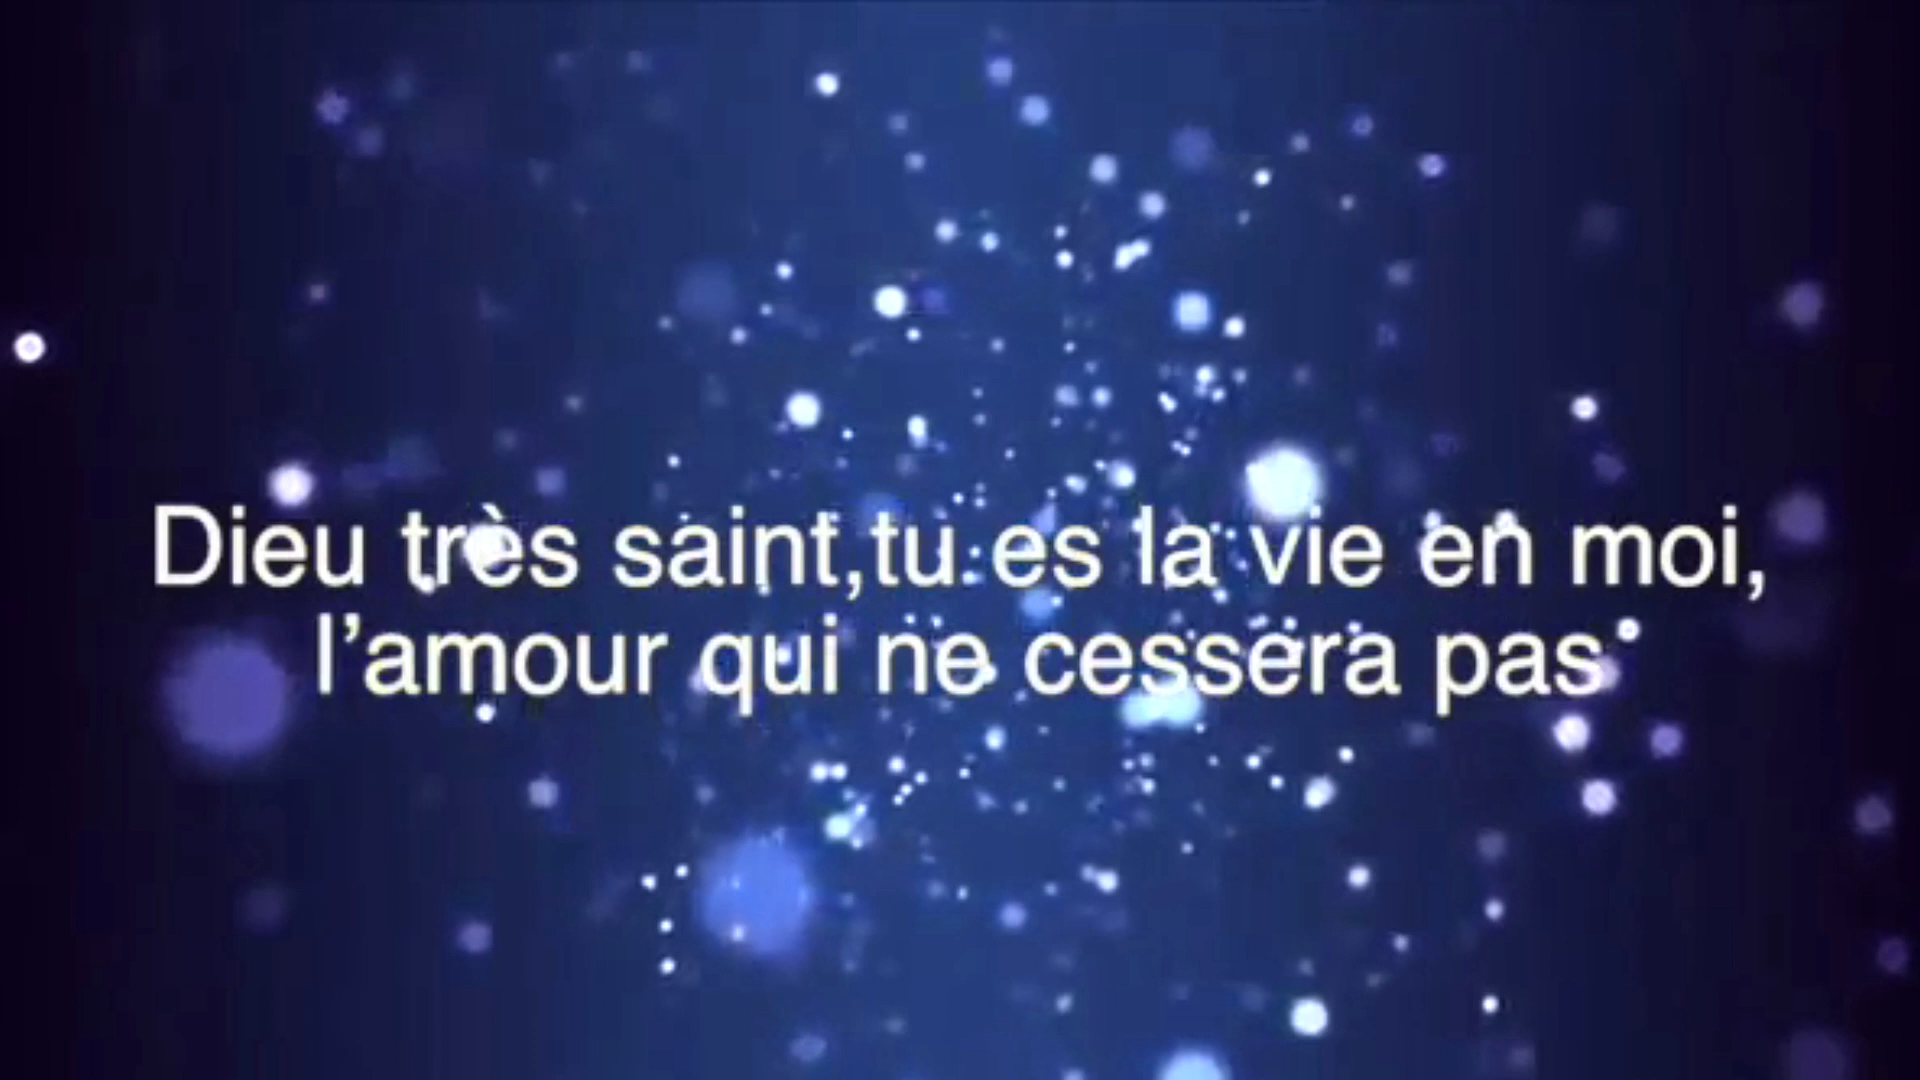 Dieu très saint,tu es la vie en moi,
l’amour qui ne cessera pas